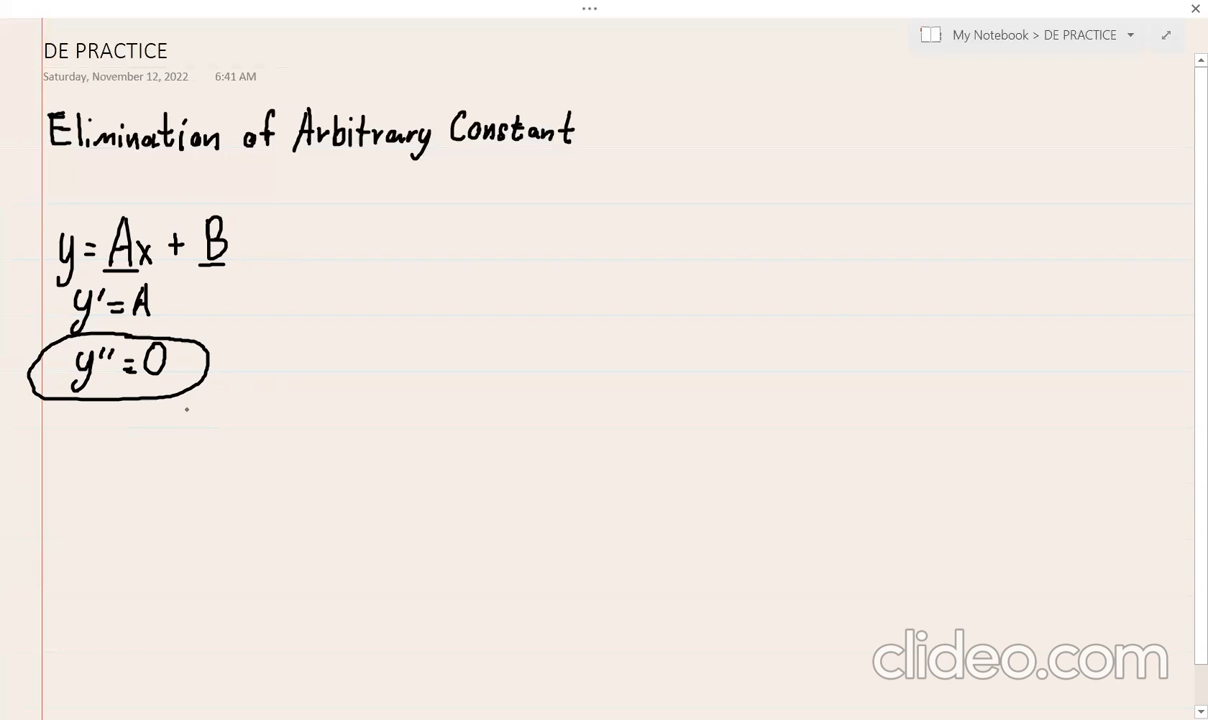 My Notebook > DE PRACTICE
DE PRACTICE
Saturday, November 12, 2022 6:41 AM
Elimination of Arbitrary Constant
y = Ax + B
y' = A
y'' = 0
clideo.com